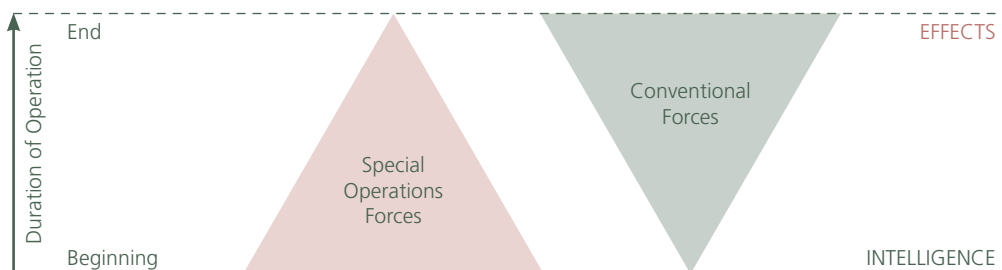 End
EFFECTS
Duration of Operation
Conventional
Forces
Special
Operations
Forces
Beginning
INTELLIGENCE